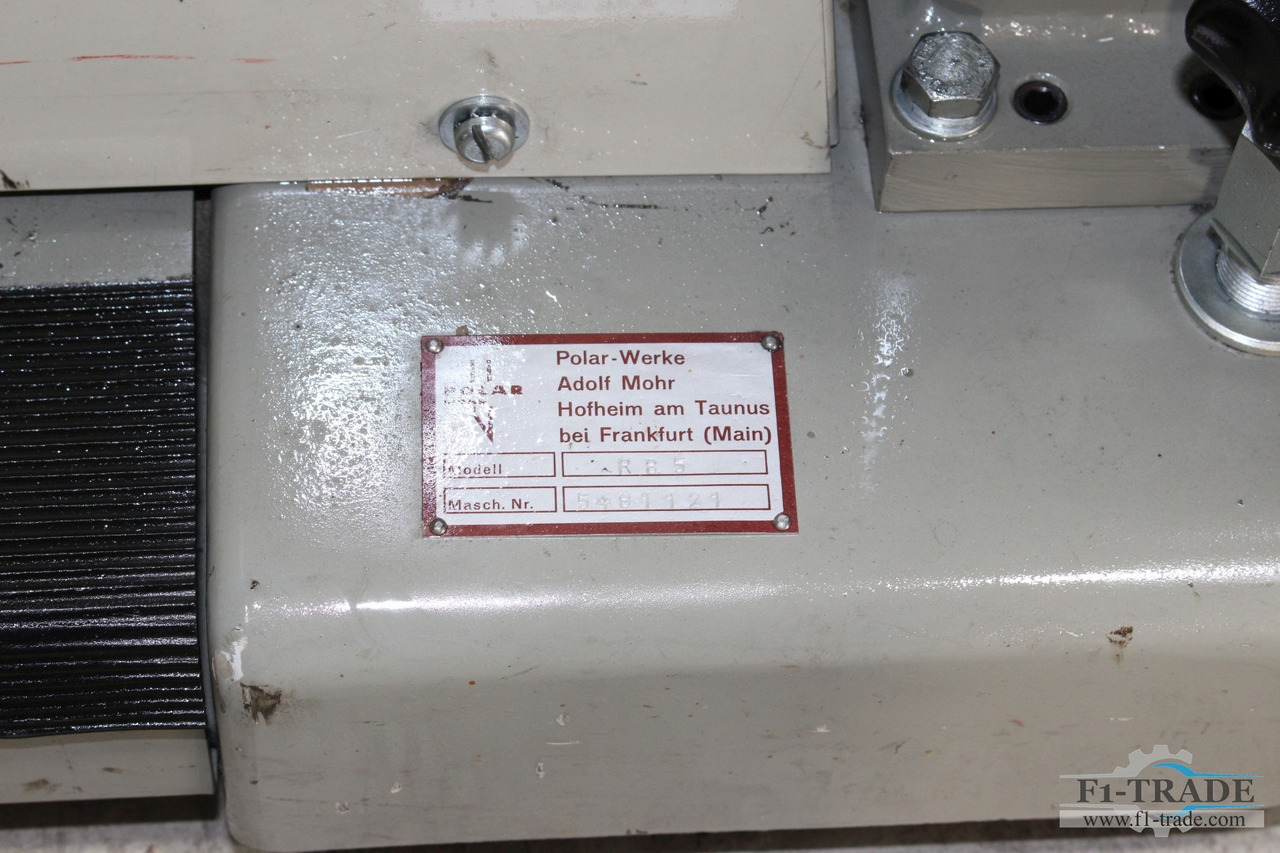 POLAR
Polar-Werke
Adolf Mohr
Hofheim am Taunus
bei Frankfurt (Main)
Modell
Masch. Nr. 5481121
F1-TRADE
www.f1-trade.com